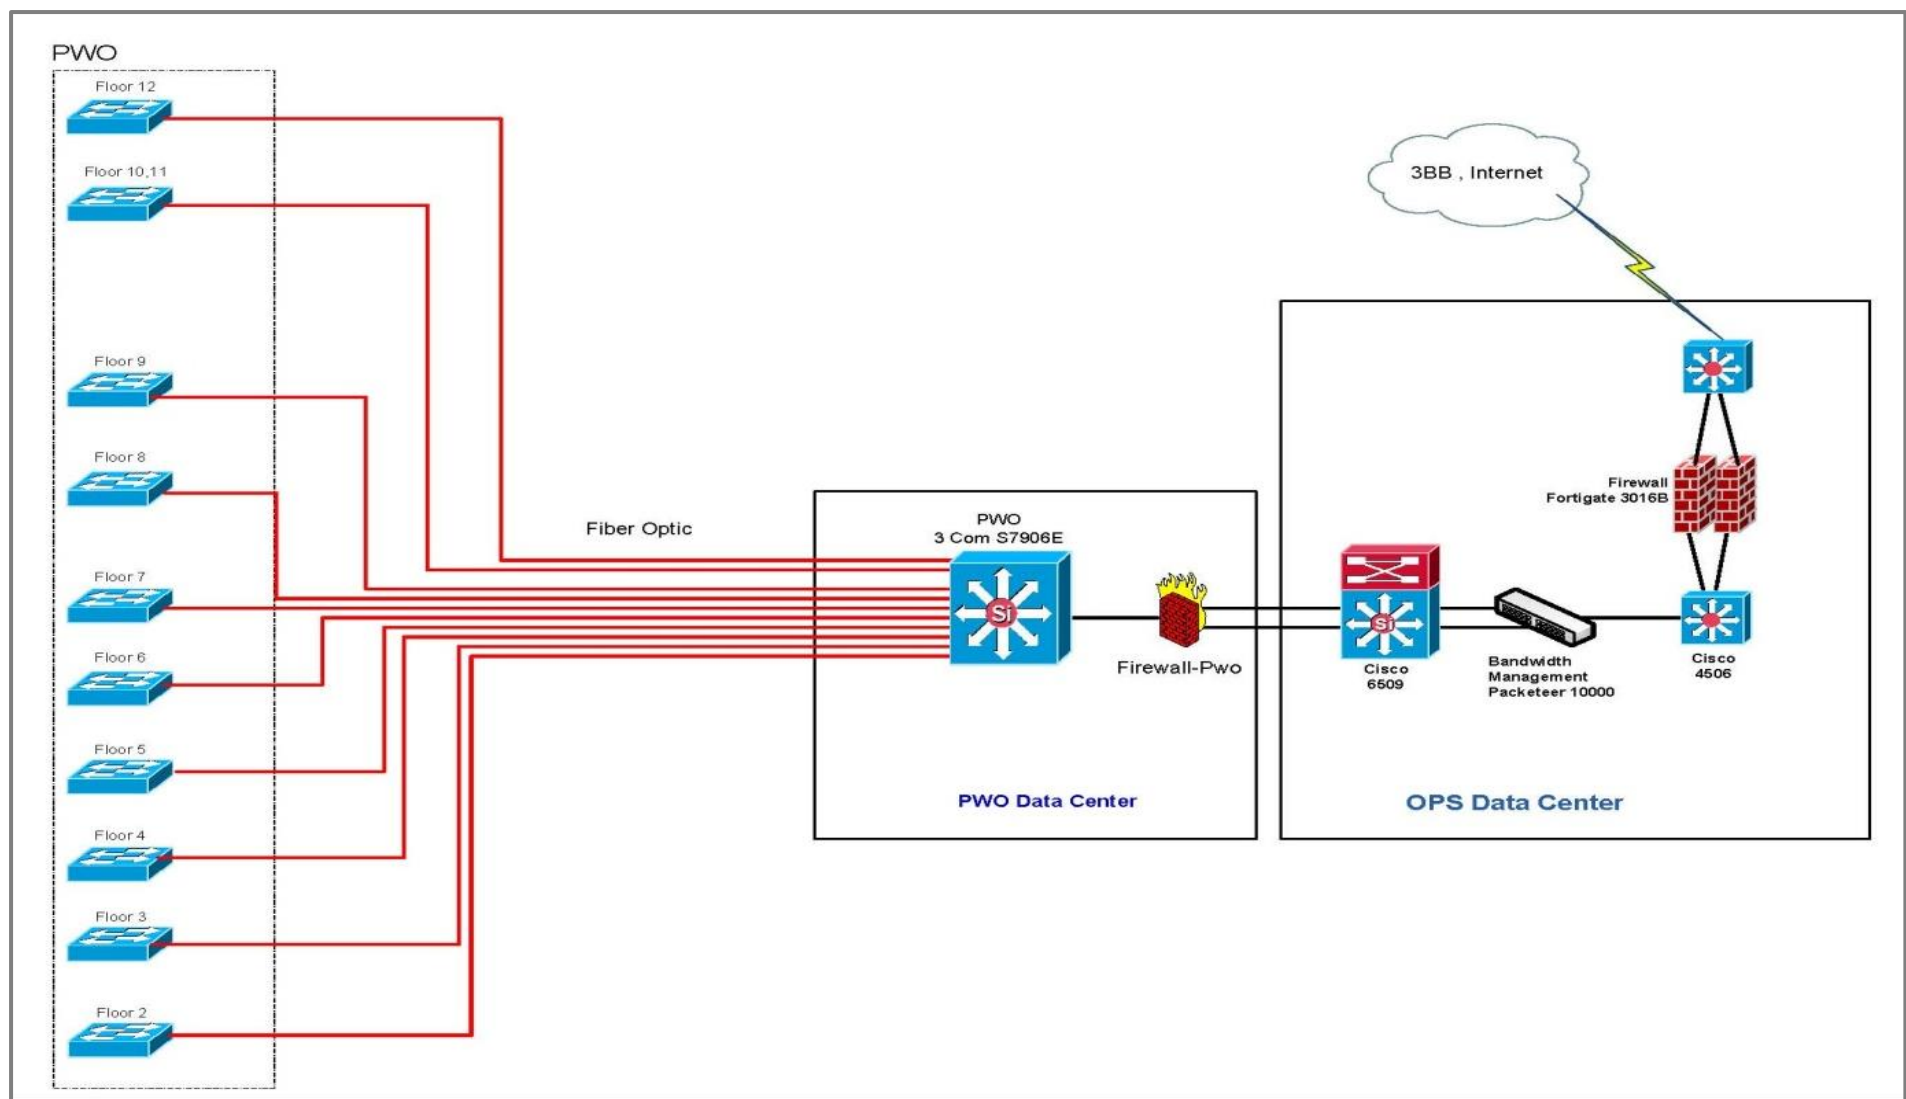 PWO
Floor 12
Floor 10,11
Floor 9
Floor 8
Floor 7
Floor 6
Floor 5
Floor 4
Floor 3
Floor 2
Fiber Optic
PWO
3 Com S7906E
Si
Firewall-Pwo
PWO Data Center
3BB , Internet
Firewall
Fortigate 3016B
Si
Cisco
6509
Bandwidth
Management
Packeteer 10000
Cisco
4506
OPS Data Center